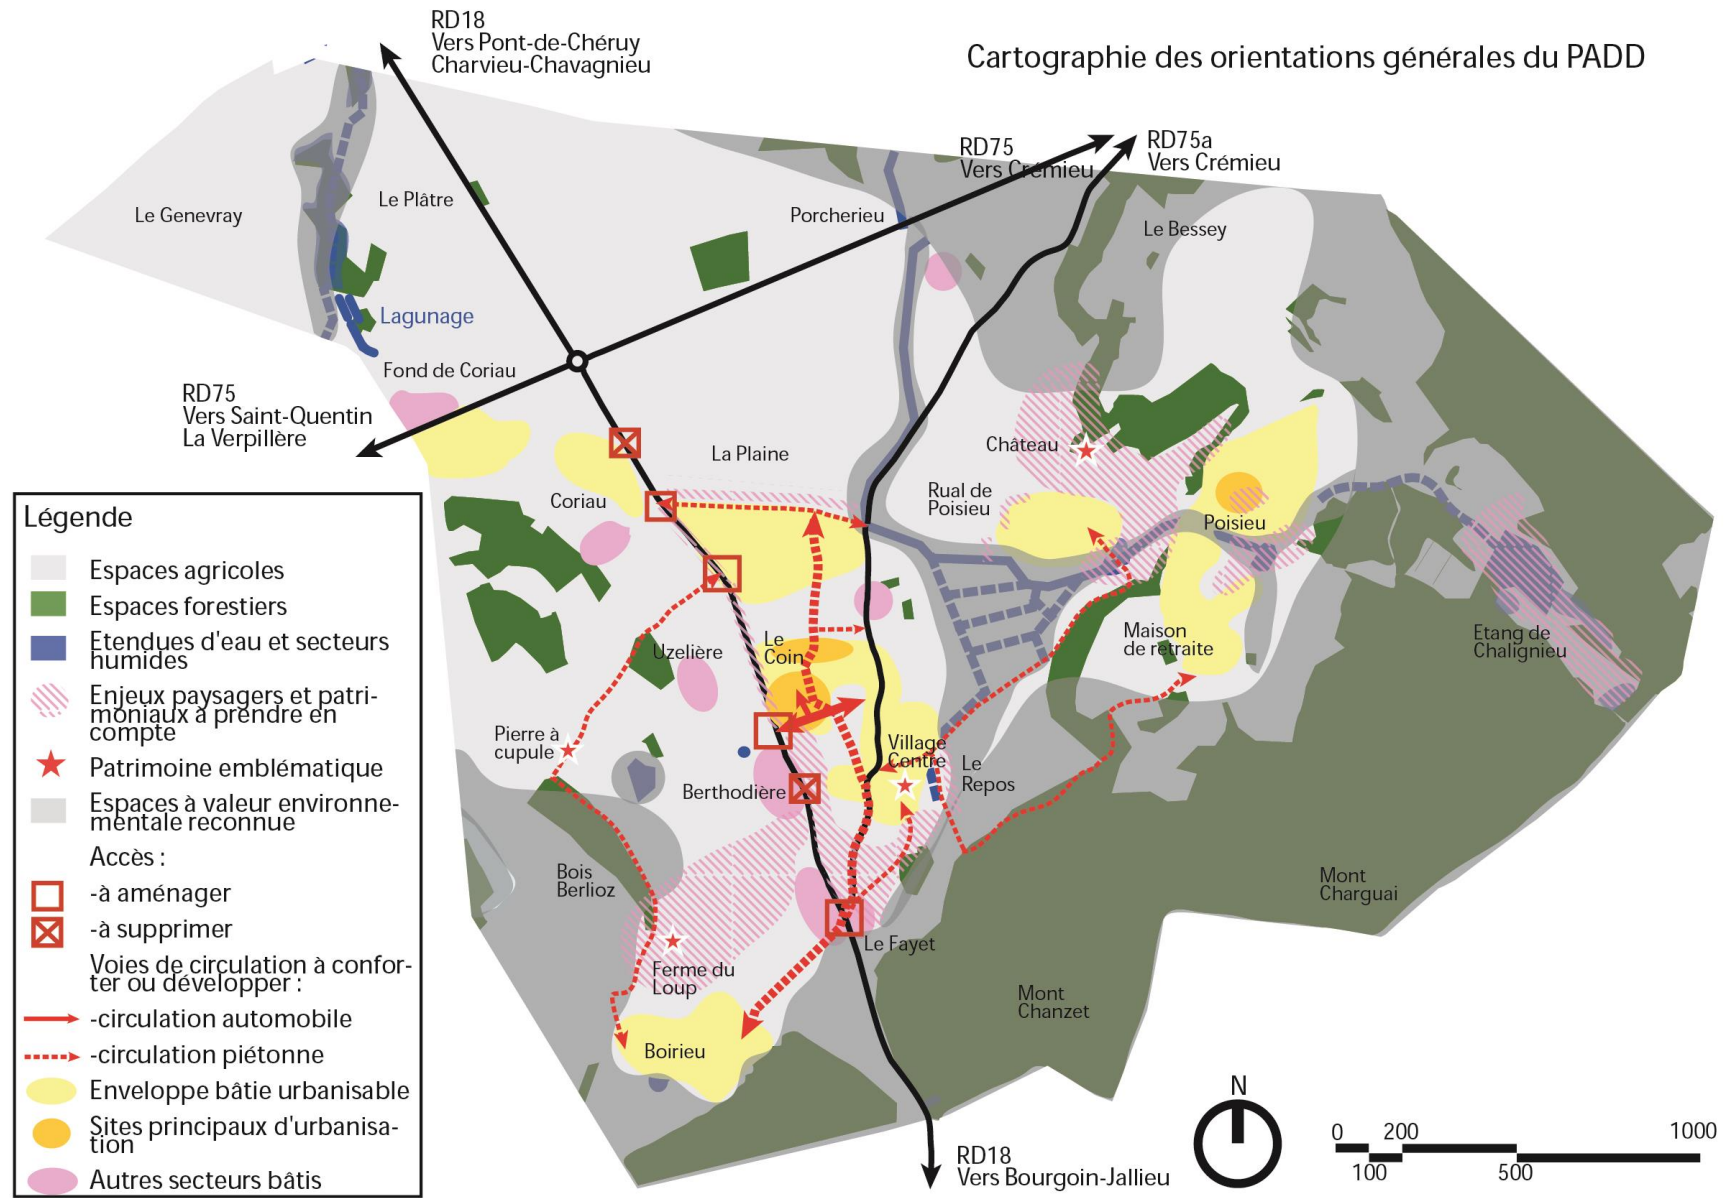 RD18
Vers Pont-de-Chéruy
Charvieu-Chavagnieu
Cartographie des orientations générales du PADD
RD75
Vers Crémieu
RD75a
Vers Crémieu
Le Genevray
Le Plâtre
Porcherieu
Le Bessey
Lagunage
Fond de Coriau
RD75
Vers Saint-Quentin
La Verpillère
La Plaine
Château
Coriau
Rual de
Poisieu
Poisieu
Le
Coin
Uzelière
Maison
de retraite
Etang de
Chalignieu
Pierre à
cupule
Village
Centre
Le
Repos
Berthodière
Bois
Berlioz
Mont
Charguai
Le Fayet
Ferme du
Loup
Mont
Chanzet
Boirieu
RD18
Vers Bourgoin-Jallieu
N
0
200
1000
100
500
Légende
Espaces agricoles
Espaces forestiers
Etendues d'eau et secteurs
humides
Enjeux paysagers et patri-
moniaux à prendre en
compte
Patrimoine emblématique
Espaces à valeur environne-
mentale reconnue
Accès :
-à aménager
-à supprimer
Voies de circulation à confor-
ter ou développer :
-circulation automobile
-circulation piétonne
Enveloppe bâtie urbanisable
Sites principaux d'urbanisa-
tion
Autres secteurs bâtis